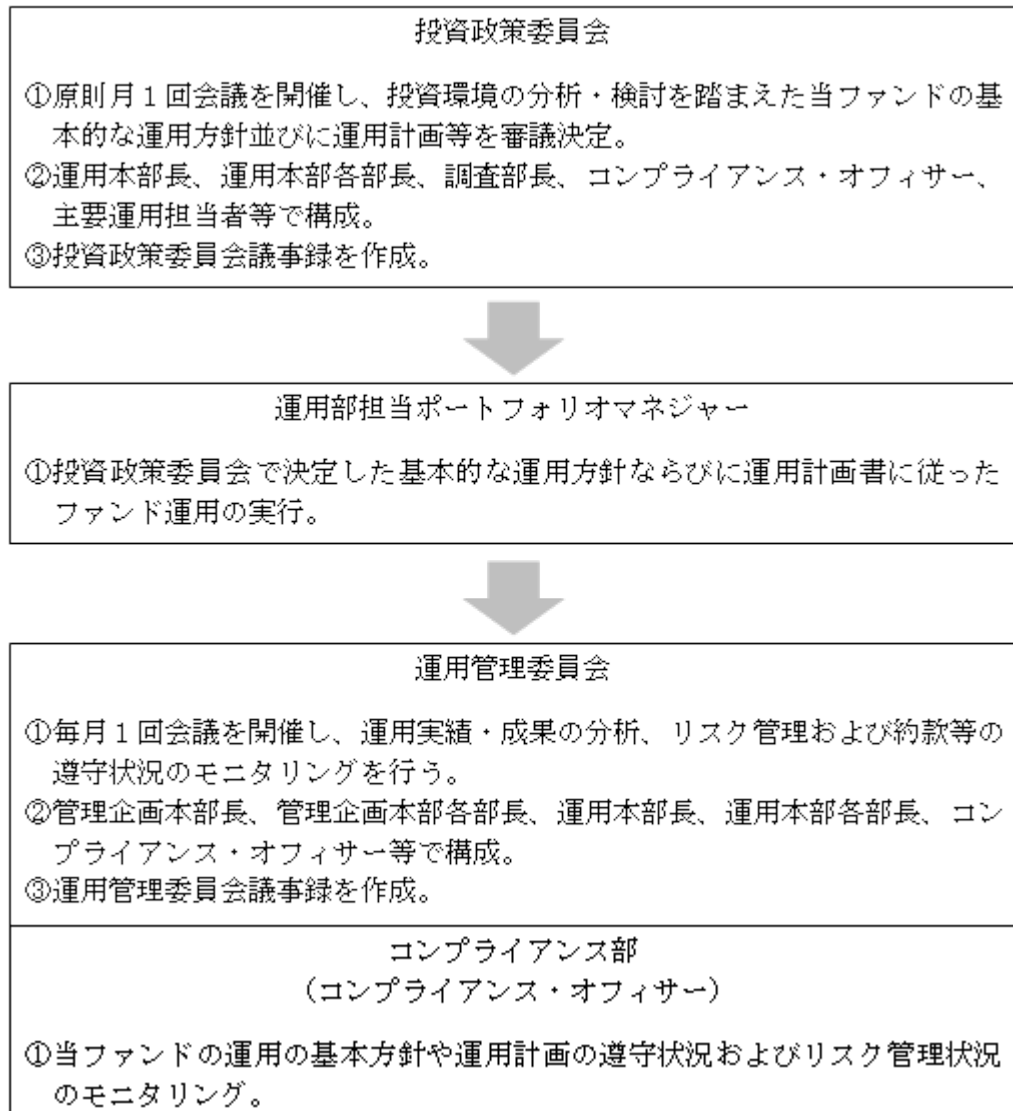 投資政策委員会
①原則月１回会議を開催し、投資環境の分析・検討を踏まえた当ファンドの基
本的な運用方針並びに運用計画等を審議決定。
②運用本部長、運用本部各部長、調査部長、コンプライアンス・オフィサー、
主要運用担当者等で構成。
③投資政策委員会議事録を作成。
運用部担当ポートフォリオマネジャー
①投資政策委員会で決定した基本的な運用方針ならびに運用計画書に従った
ファンド運用の実行。
運用管理委員会
①毎月１回会議を開催し、運用実績・成果の分析、リスク管理および約款等の
遵守状況のモニタリングを行う。
②管理企画本部長、管理企画本部各部長、運用本部長、運用本部各部長、コン
プライアンス・オフィサー等で構成。
③運用管理委員会議事録を作成。
コンプライアンス部
（コンプライアンス・オフィサー）
①当ファンドの運用の基本方針や運用計画の遵守状況およびリスク管理状況
のモニタリング。